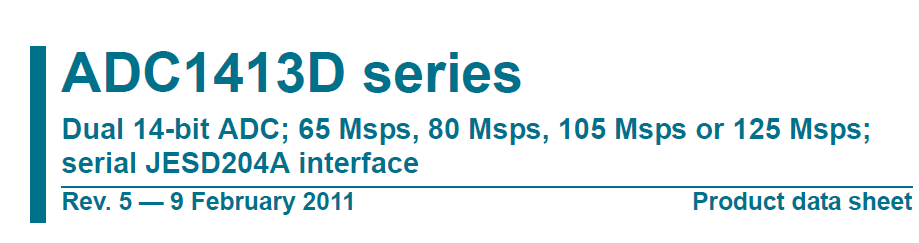 ADC1413D series
Dual 14-bit ADC; 65 Msps, 80 Msps, 105 Msps or 125 Msps;
serial JESD204A interface
Rev. 5 — 9 February 2011 Product data sheet